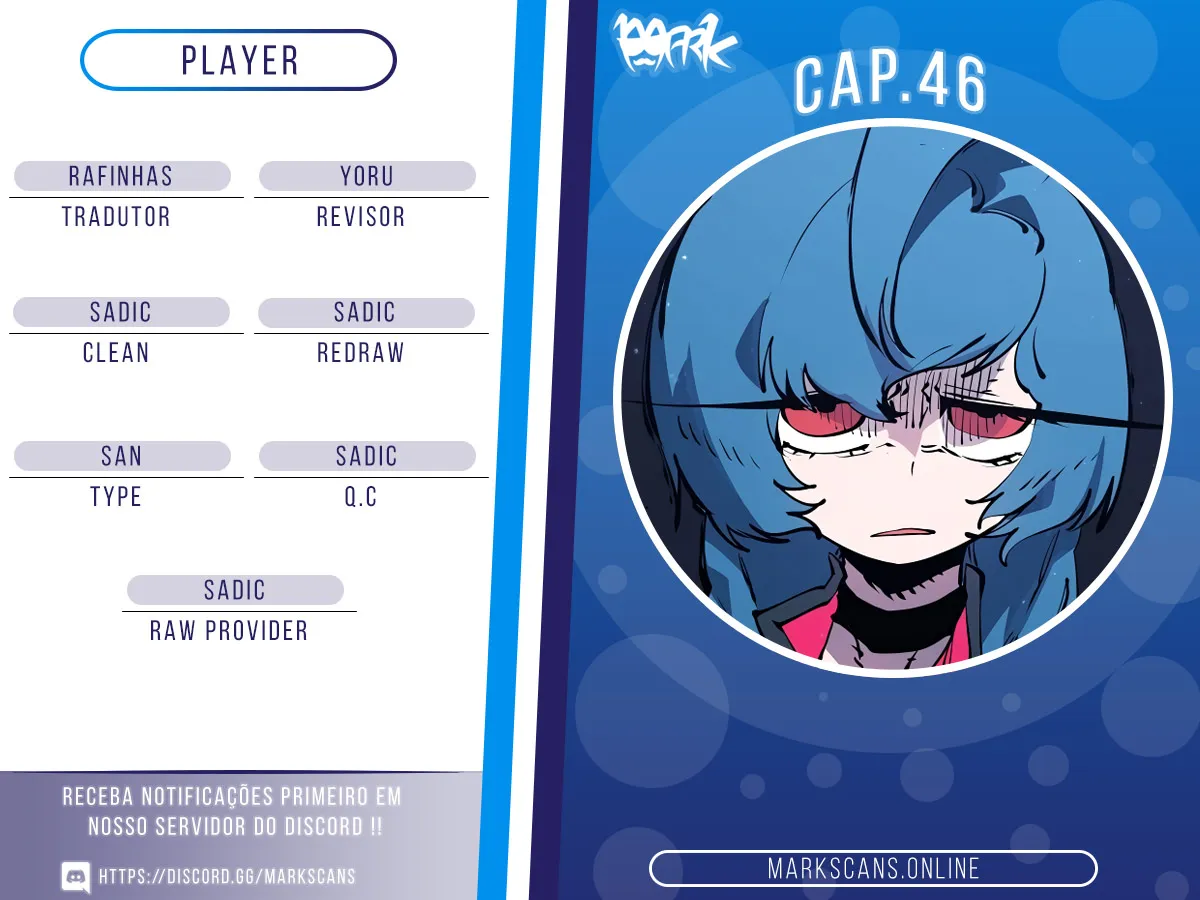 PLAYER
RAFINHAS
TRADUTOR
YORU
REVISOR
SADIC
CLEAN
SADIC
REDRAW
SAN
TYPE
SADIC
Q.C
SADIC
RAW PROVIDER
RECEBA NOTIFICAÇÕES PRIMEIRO EM
NOSSO SERVIDOR DO DISCORD !!
HTTPS://DISCORD.GG/MARKSCANS
MARK
CAP.46
MARKSCANS.ONLINE